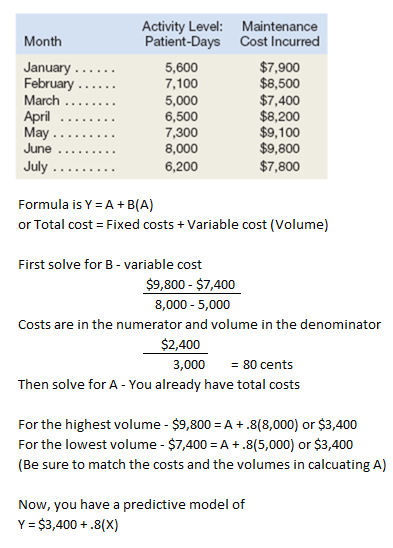 Activity Level: Maintenance
Month Patient-Days Cost Incurred
January . . . . . . 5,600 $7,900
February . . . . . . 7,100 $8,500
March . . . . . . . . 5,000 $7,400
April . . . . . . . . 6,500 $8,200
May . . . . . . . . . 7,300 $9,100
June . . . . . . . . . 8,000 $9,800
July . . . . . . . . . 6,200 $7,800
Formula is Y = A + B(A)
or Total cost = Fixed costs + Variable cost (Volume)
First solve for B - variable cost
$9,800 - $7,400
8,000 - 5,000
Costs are in the numerator and volume in the denominator
$2,400
3,000 = 80 cents
Then solve for A - You already have total costs
For the highest volume - $9,800 = A + .8(8,000) or $3,400
For the lowest volume - $7,400 = A + .8(5,000) or $3,400
(Be sure to match the costs and the volumes in calcuating A)
Now, you have a predictive model of
Y = $3,400 + .8(X)